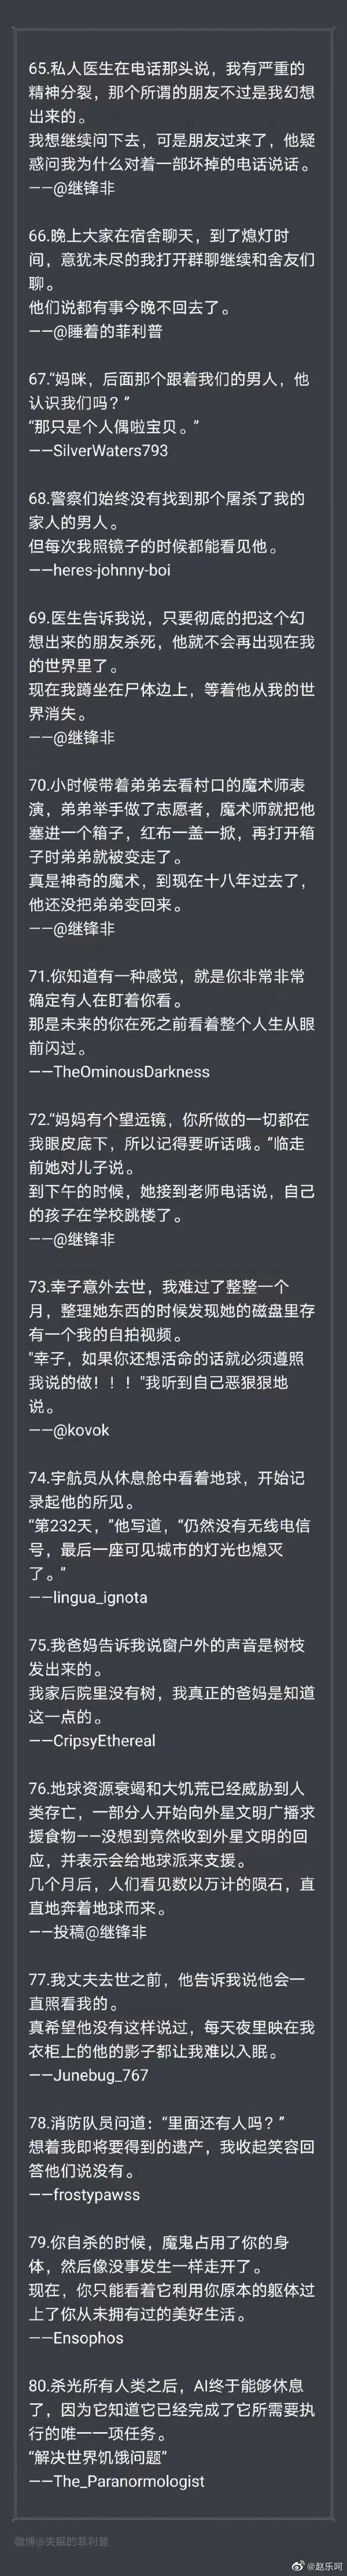 65.私人医生在电话那头说，我有严重的
精神分裂，那个所谓的朋友不过是我幻想
出来的。
我想继续问下去，可是朋友过来了，他疑
惑问我为什么对着一部坏掉的电话说话。
——@继锋非
66.晚上大家在宿舍聊天，到了熄灯时
间，意犹未尽的我打开群聊继续和舍友们
聊。
他们说都有事今晚不回去了。
——@睡着的菲利普
67.“妈咪，后面那个跟着我们的男人，他
认识我们吗？”
“那只是个人偶啦宝贝。”
——SilverWaters793
68.警察们始终没有找到那个屠杀了我的
家人的男人。
但每次我照镜子的时候都能看见他。
——heres-johnny-boi
69.医生告诉我说，只要彻底的把这个幻
想出来的朋友杀死，他就不会再出现在我
的世界里了。
现在我蹲坐在尸体边上，等着他从我的世
界消失。
——@继锋非
70.小时候带着弟弟去看村口的魔术师表
演，弟弟举手做了志愿者，魔术师就把他
塞进一个箱子，红布一盖一掀，再打开箱
子时弟弟就被变走了。
真是神奇的魔术，到现在十八年过去了，
他还没把弟弟变回来。
——@继锋非
71.你知道有一种感觉，就是你非常非常
确定有人在盯着你看。
那是未来的你在死之前看着整个人生从眼
前闪过。
——TheOminousDarkness
72.“妈妈有个望远镜，你所做的一切都在
我眼皮底下，所以记得要听话哦。”临走
前她对儿子说。
到下午的时候，她接到老师电话说，自己
的孩子在学校跳楼了。
——@继锋非
73.幸子意外去世，我难过了整整一个
月，整理她东西的时候发现她的磁盘里存
有一个我的自拍视频。
"幸子，如果你还想活命的话就必须遵照
我说的做！！！"我听到自己恶狠狠地
说。
——@kovok
74.宇航员从休息舱中看着地球，开始记
录起他的所见。
“第232天，”他写道，“仍然没有无线电信
号，最后一座可见城市的灯光也熄灭
了。”
——lingua_ignota
75.我爸妈告诉我说窗户外的声音是树枝
发出来的。
我家后院里没有树，我真正的爸妈是知道
这一点的。
——CripsyEthereal
76.地球资源衰竭和大饥荒已经威胁到人
类存亡，一部分人开始向外星文明广播求
援食物——没想到竟然收到外星文明的回
应，并表示会给地球派来支援。
几个月后，人们看见数以万计的陨石，直
直地奔着地球而来。
——投稿@继锋非
77.我丈夫去世之前，他告诉我说他会一
直照看我的。
真希望他没有这样说过，每天夜里映在我
衣柜上的他的影子都让我难以入眠。
——Junebug_767
78.消防队员问道：“里面还有人吗？”
想着我即将要得到的遗产，我收起笑容回
答他们说没有。
——frostypawss
79.你自杀的时候，魔鬼占用了你的身
体，然后像没事发生一样走开了。
现在，你只能看着它利用你原本的躯体过
上了你从未拥有过的美好生活。
——Ensophos
80.杀光所有人类之后，AI终于能够休息
了，因为它知道它已经完成了它所需要执
行的唯一一项任务。
“解决世界饥饿问题”
——The_Paranormologist
微博@失眠的菲利普
@赵乐呵